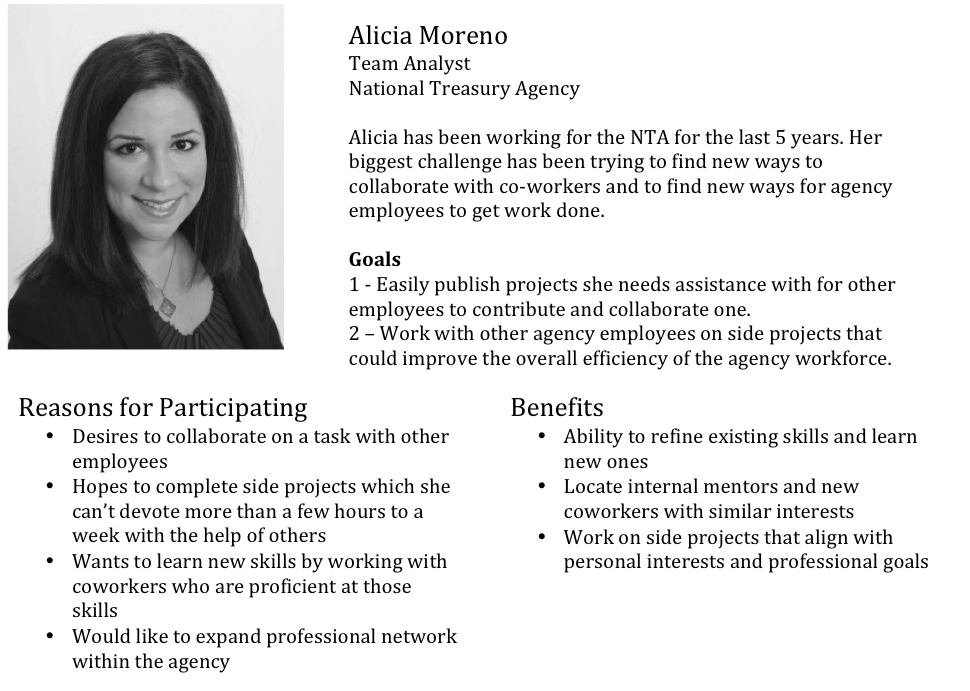 Alicia Moreno
Team Analyst
National Treasury Agency
Alicia has been working for the NTA for the last 5 years. Her
biggest challenge has been trying to find new ways to
collaborate with co-workers and to find new ways for agency
employees to get work done.
Goals
1 - Easily publish projects she needs assistance with for other
employees to contribute and collaborate one.
2 – Work with other agency employees on side projects that
could improve the overall efficiency of the agency workforce.
Reasons for Participating
• Desires to collaborate on a task with other
employees
• Hopes to complete side projects which she
can’t devote more than a few hours to a
week with the help of others
• Wants to learn new skills by working with
coworkers who are proficient at those
skills
• Would like to expand professional network
within the agency
Benefits
• Ability to refine existing skills and learn
new ones
• Locate internal mentors and new
coworkers with similar interests
• Work on side projects that align with
personal interests and professional goals